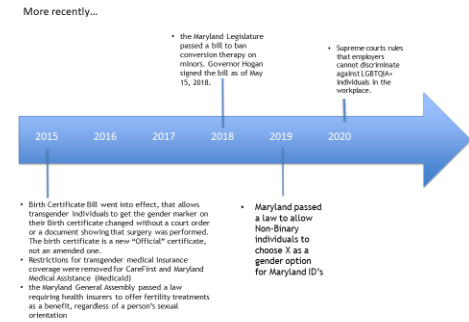 More recently…
• the Maryland Legislature
passed a bill to ban
conversion therapy on
minors. Governor Hogan
signed the bill as of May
15, 2018.
• Supreme courts rules
that employers
cannot discriminate
against LGBTQIA+
individuals in the
workplace.
2015 2016 2017 2018 2019 2020
• Birth Certificate Bill went into effect, that allows
transgender individuals to get the gender marker on
their Birth certificate changed without a court order
or a document showing that surgery was performed.
The birth certificate is a new "Official" certificate,
not an amended one.
• Restrictions for transgender medical insurance
coverage were removed for CareFirst and Maryland
Medical Assistance (Medicaid)
• the Maryland General Assembly passed a law
requiring health insurers to offer fertility treatments
as a benefit, regardless of a person's sexual
orientation
• Maryland passed
a law to allow
Non-Binary
individuals to
choose X as a
gender option
for Maryland ID's